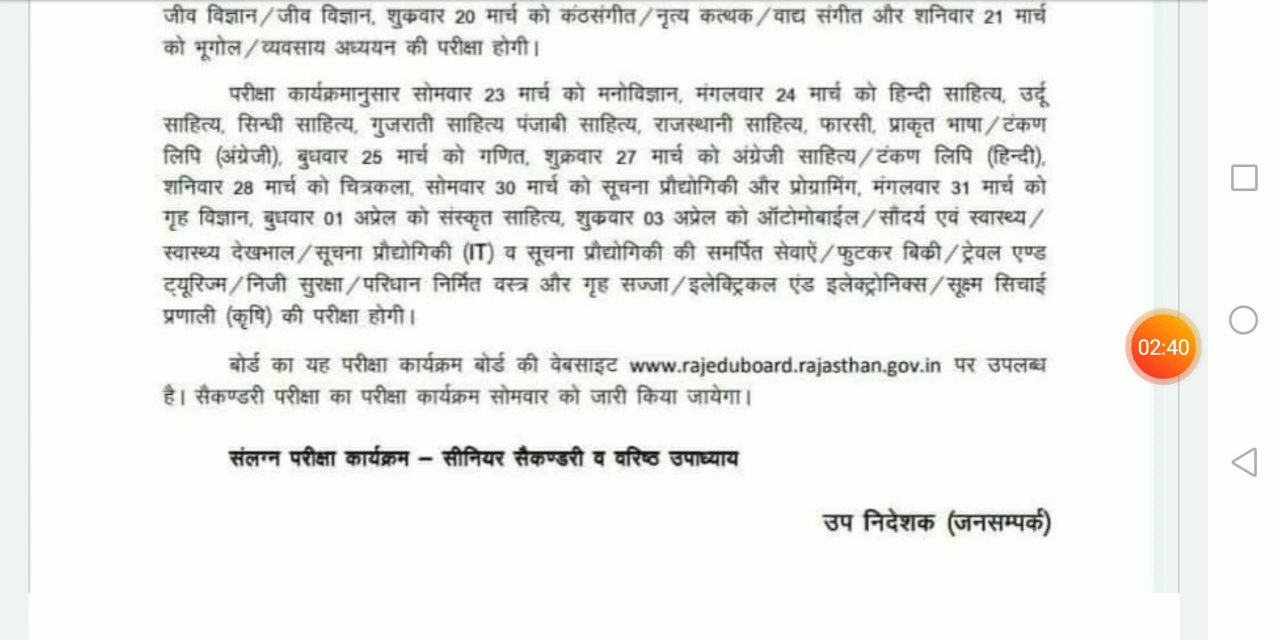 जीव विज्ञान/जीव विज्ञान, शुक्रवार 20 मार्च को कंठसंगीत/नृत्य कत्थक/वाद्य संगीत और शनिवार 21 मार्च
को भूगोल/व्यवसाय अध्ययन की परीक्षा होगी।
परीक्षा कार्यक्रमानुसार सोमवार 23 मार्च को मनोविज्ञान, मंगलवार 24 मार्च को हिन्दी साहित्य, उर्दू
साहित्य, सिन्धी साहित्य, गुजराती साहित्य पंजाबी साहित्य, राजस्थानी साहित्य, फारसी, प्राकृत भाषा/टंकण
लिपि (अंग्रेजी), बुधवार 25 मार्च को गणित, शुक्रवार 27 मार्च को अंग्रेजी साहित्य/टंकण लिपि (हिन्दी),
शनिवार 28 मार्च को चित्रकला, सोमवार 30 मार्च को सूचना प्रौद्योगिकी और प्रोग्रामिंग, मंगलवार 31 मार्च को
गृह विज्ञान, बुधवार 01 अप्रेल को संस्कृत साहित्य, शुक्रवार 03 अप्रेल को ऑटोमोबाईल/सौंदर्य एवं स्वास्थ्य/
स्वास्थ्य देखभाल/सूचना प्रौद्योगिकी (IT) व सूचना प्रौद्योगिकी की समर्पित सेवाऐं/फुटकर बिक्री/ट्रेवल एण्ड
ट्यूरिज्म/निजी सुरक्षा/परिधान निर्मित वस्त्र और गृह सज्जा/इलेक्ट्रिकल एंड इलेक्ट्रोनिक्स/सूक्ष्म सिचाई
प्रणाली (कृषि) की परीक्षा होगी।
बोर्ड का यह परीक्षा कार्यक्रम बोर्ड की वेबसाइट www.rajeduboard.rajasthan.gov.in पर उपलब्ध
है। सैकण्डरी परीक्षा का परीक्षा कार्यक्रम सोमवार को जारी किया जायेगा।
संलग्न परीक्षा कार्यक्रम – सीनियर सैकण्डरी व वरिष्ठ उपाध्याय
उप निदेशक (जनसम्पर्क)
02:40